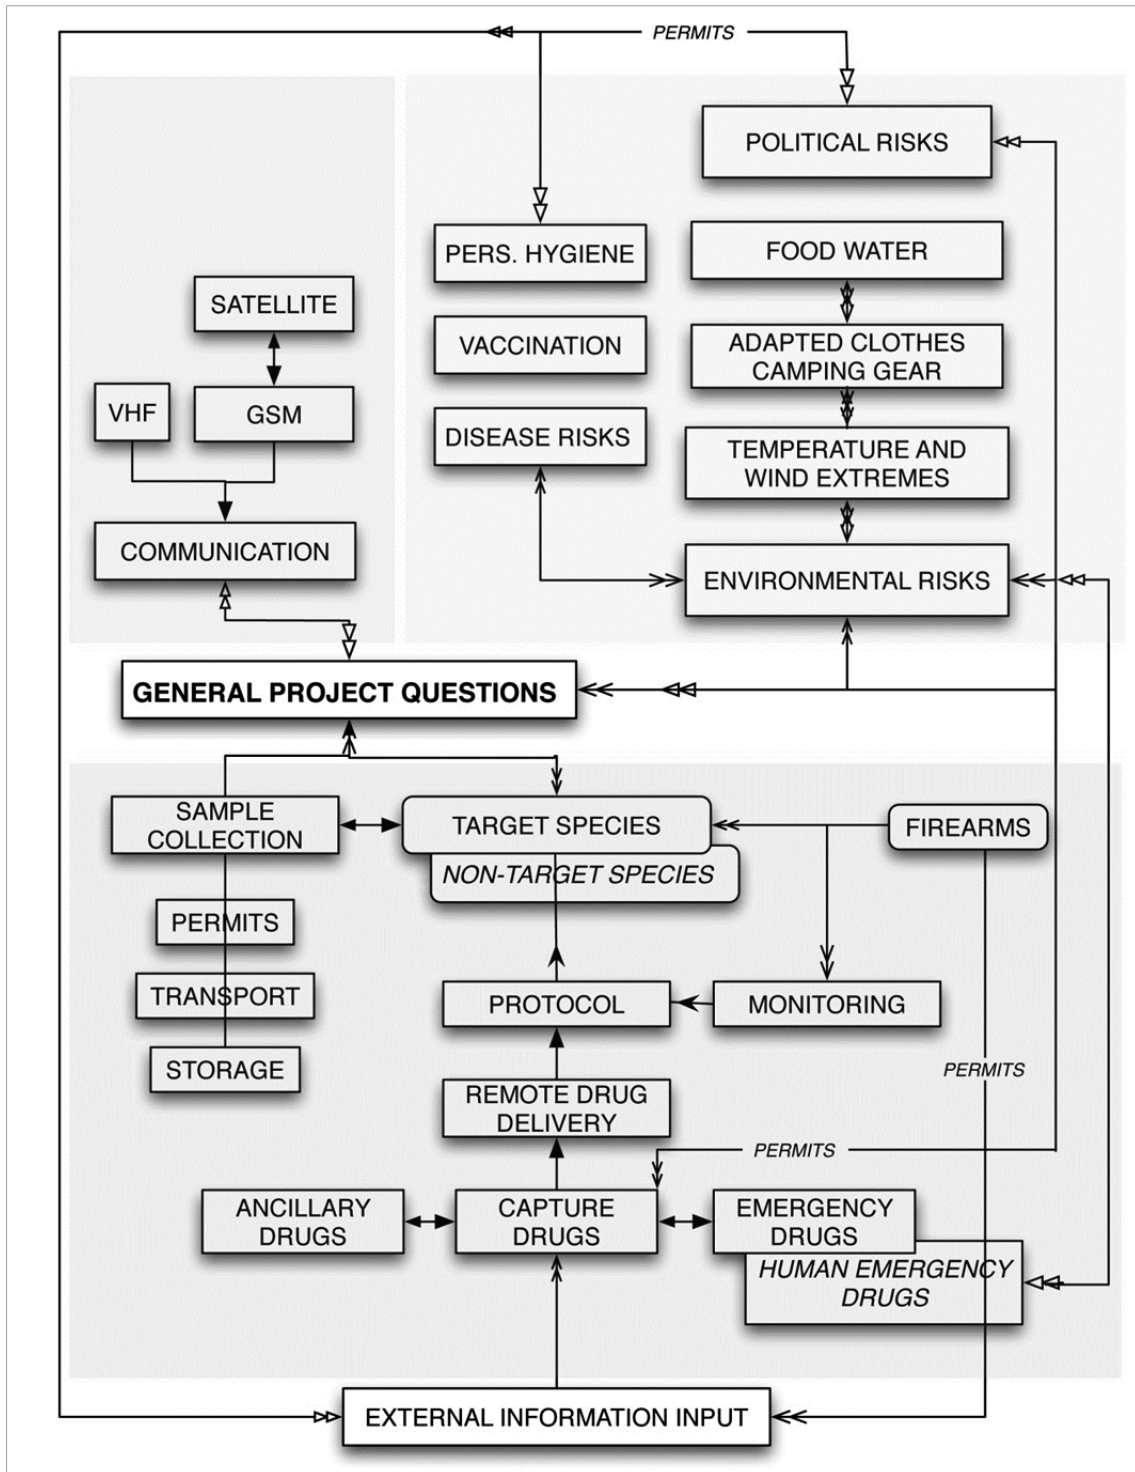 PERMITS
POLITICAL RISKS
PERS. HYGIENE
FOOD WATER
SATELLITE
VACCINATION
ADAPTED CLOTHES
CAMPING GEAR
VHF
GSM
DISEASE RISKS
TEMPERATURE AND
WIND EXTREMES
COMMUNICATION
ENVIRONMENTAL RISKS
GENERAL PROJECT QUESTIONS
SAMPLE
COLLECTION
TARGET SPECIES
FIREARMS
NON-TARGET SPECIES
PERMITS
TRANSPORT
PROTOCOL
MONITORING
STORAGE
PERMITS
REMOTE DRUG
DELIVERY
PERMITS
ANCILLARY
DRUGS
CAPTURE
DRUGS
EMERGENCY
DRUGS
HUMAN EMERGENCY
DRUGS
EXTERNAL INFORMATION INPUT